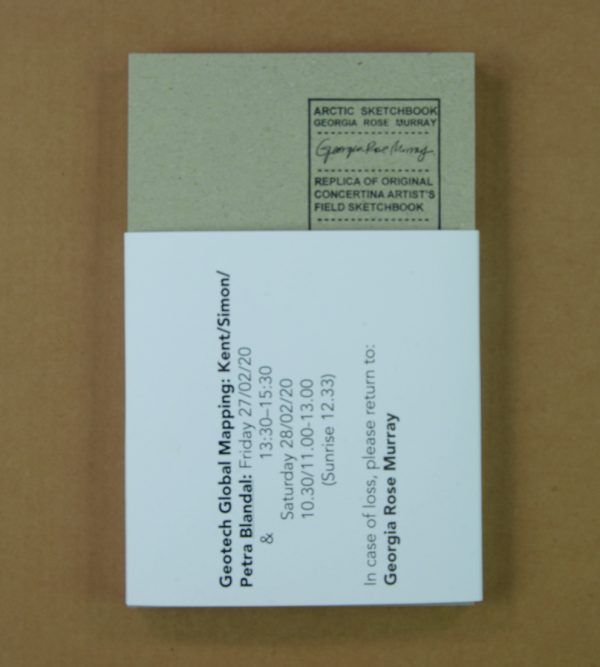 ARCTIC SKETCHBOOK
GEORGIA ROSE MURRAY
Georgia Rose Murray
REPLICA OF ORIGINAL
CONCERTINA ARTIST'S
FIELD SKETCHBOOK
Geotech Global Mapping: Kent/Simon/
Petra Blandal: Friday 27/02/20
& 13:30–15:30
Saturday 28/02/20
10.30/11.00-13.00
(Sunrise 12.33)
In case of loss, please return to:
Georgia Rose Murray